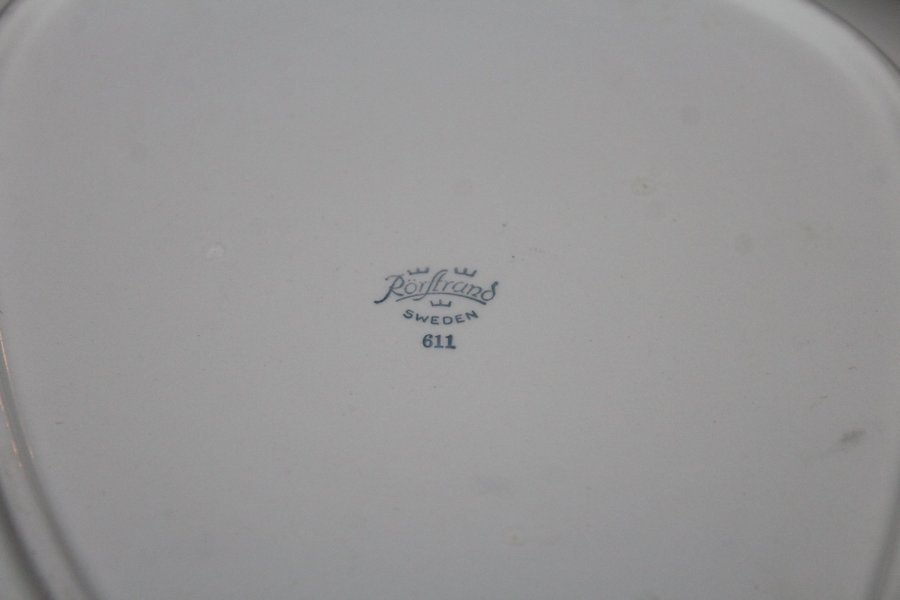 Rörstrand
SWEDEN
611